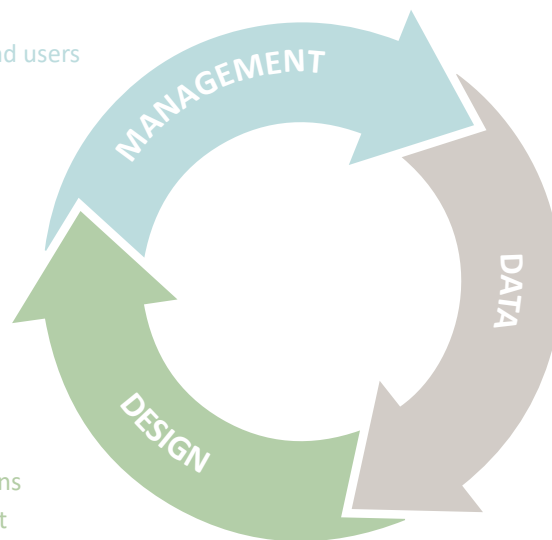 nd users
MANAGEMENT
DATA
DESIGN
ns
t